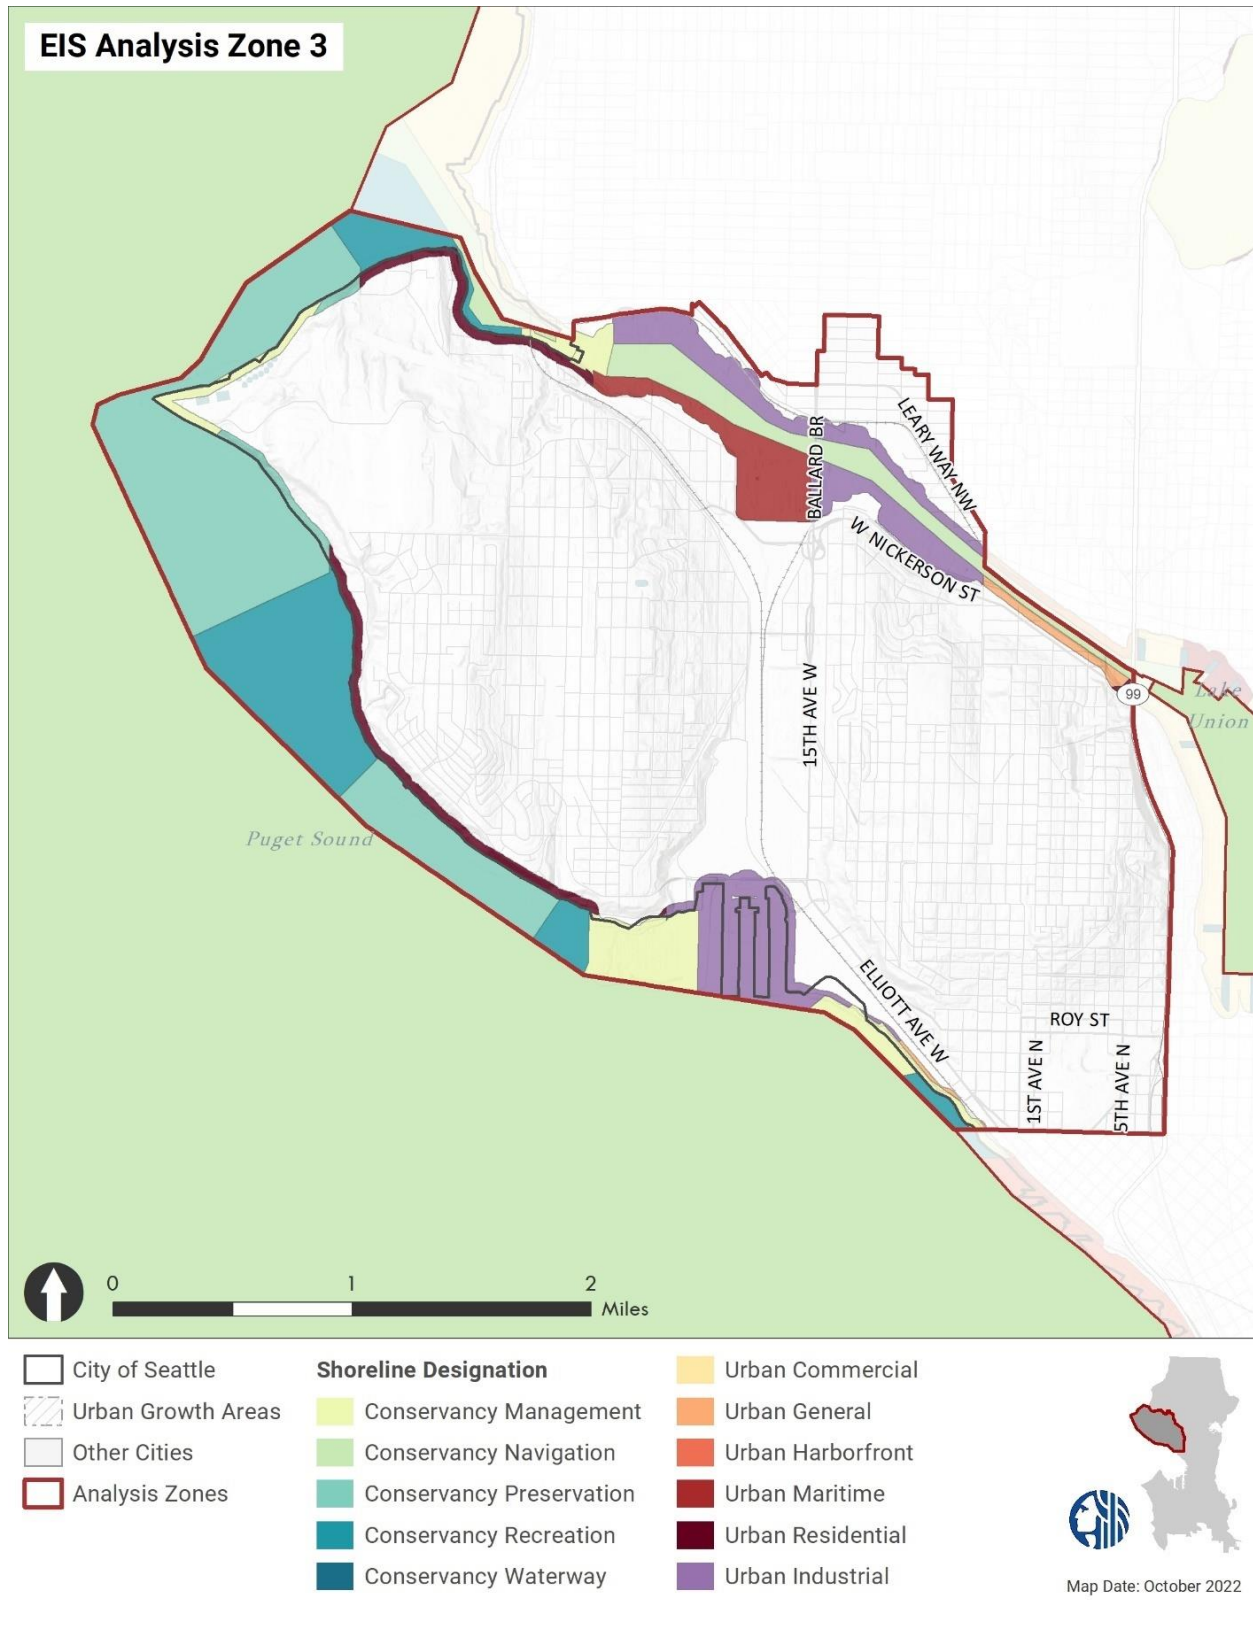 EIS Analysis Zone 3
BALLARD BR
LEARY WAY NW
W NICKERSON ST
15TH AVE W
99
Lake
Union
Puget Sound
ELLIOTT AVE W
ROY ST
1ST AVE N
5TH AVE N
0 1 2
Miles
City of Seattle
Urban Growth Areas
Other Cities
Analysis Zones
Shoreline Designation
Conservancy Management
Conservancy Navigation
Conservancy Preservation
Conservancy Recreation
Conservancy Waterway
Urban Commercial
Urban General
Urban Harborfront
Urban Maritime
Urban Residential
Urban Industrial
Map Date: October 2022